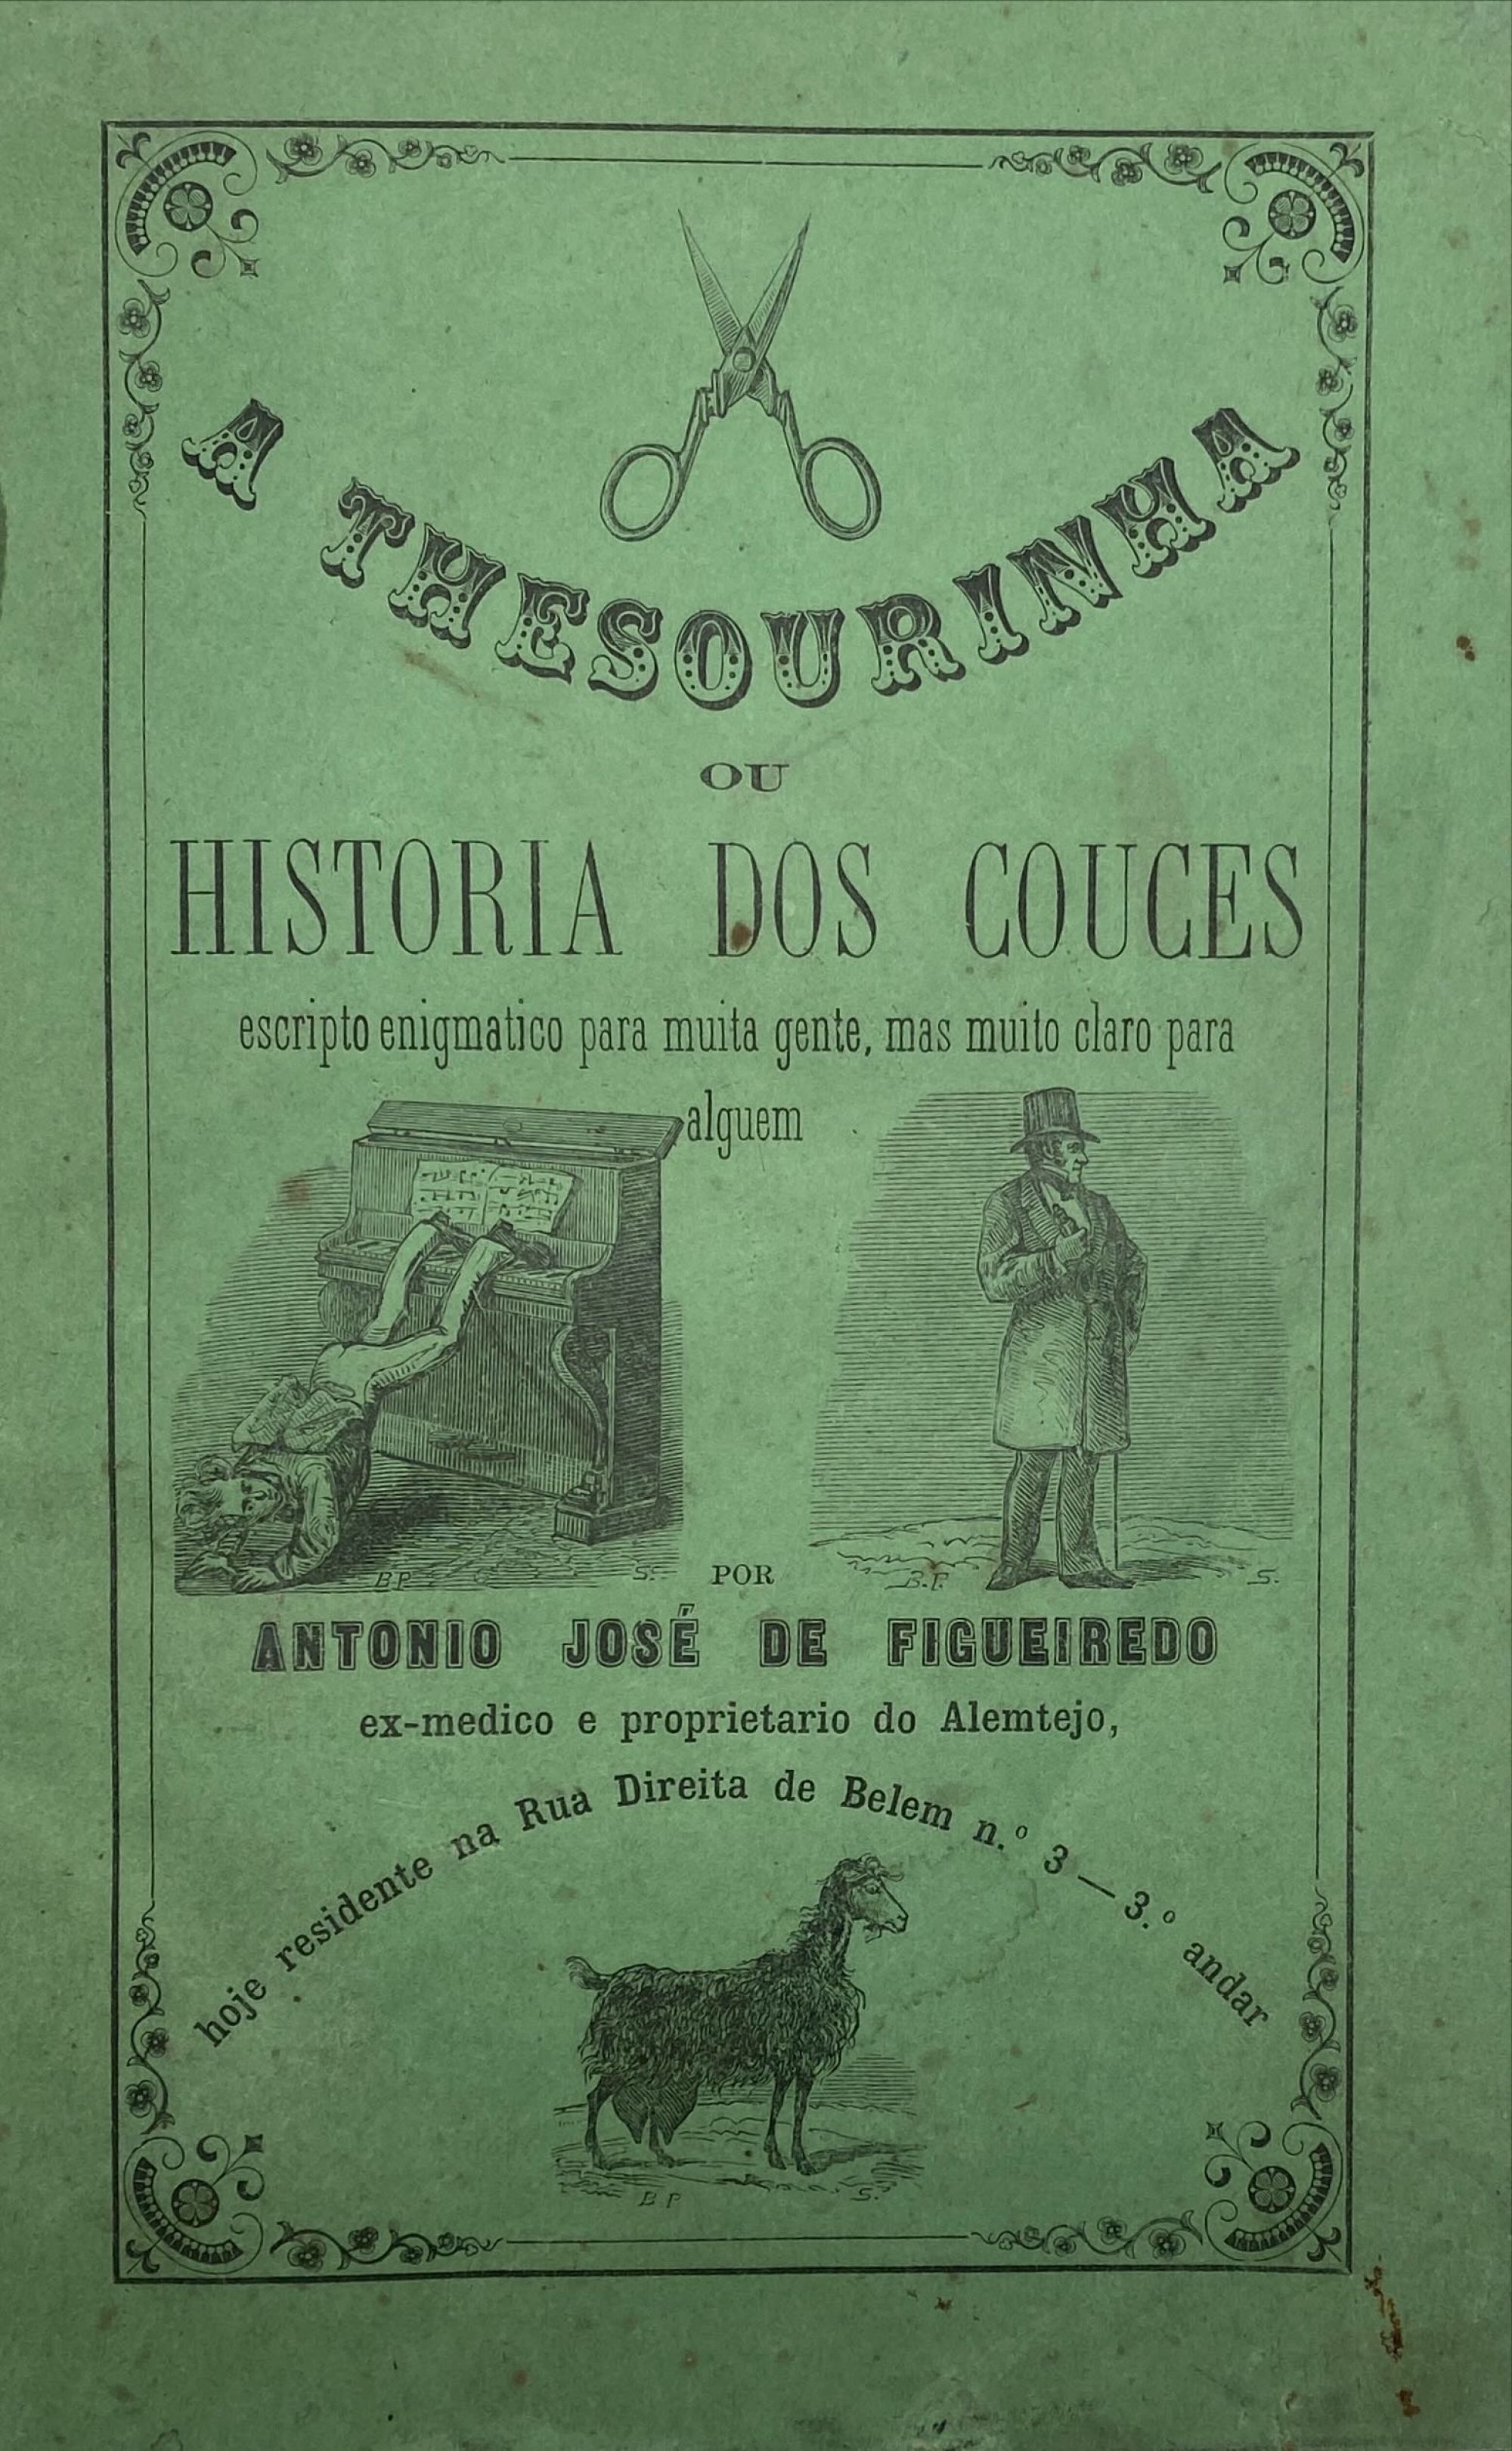 A THESOURINHA
OU
HISTORIA DOS COUCES
escripto enigmatico para muita gente, mas muito claro para
alguem
B P S.
B.P. S.
POR
ANTONIO JOSÉ DE FIGUEIREDO
ex-medico e proprietario do Alemtejo,
hoje residente na Rua Direita de Belem n.º 3—3.º andar
B P S.